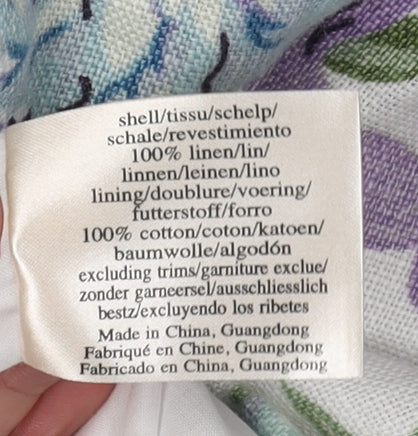 shell/tissu/schelp/
schale/revestimiento
100% linen/lin/
linnen/leinen/lino
lining/doublure/voering/
futterstoff/forro
100% cotton/coton/katoen/
baumwolle/algodón
excluding trims/garniture exclue/
zonder garneersel/ausschliesslich
bestz/excluyendo los ribetes
Made in China, Guangdong
Fabriqué en Chine, Guangdong
Fabricado en China, Guangdong